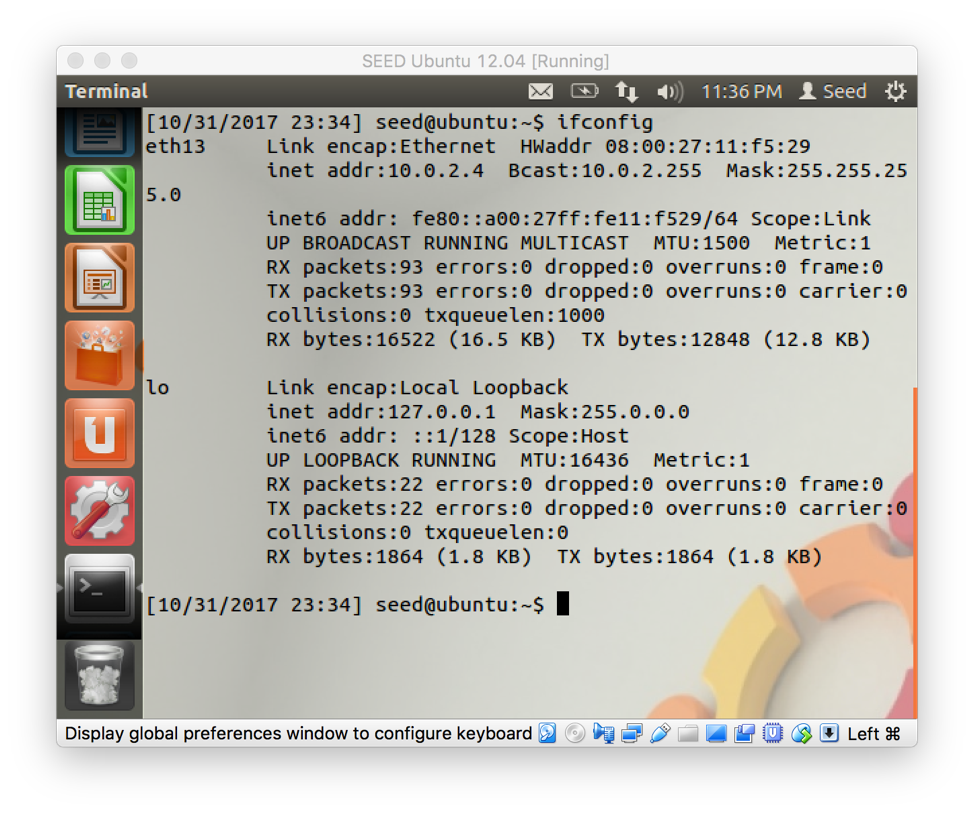 SEED Ubuntu 12.04 [Running]
Terminal 11:36 PM Seed
[10/31/2017 23:34] seed@ubuntu:~$ ifconfig
eth13     Link encap:Ethernet  HWaddr 08:00:27:11:f5:29
          inet addr:10.0.2.4  Bcast:10.0.2.255  Mask:255.255.25
5.0
          inet6 addr: fe80::a00:27ff:fe11:f529/64 Scope:Link
          UP BROADCAST RUNNING MULTICAST  MTU:1500  Metric:1
          RX packets:93 errors:0 dropped:0 overruns:0 frame:0
          TX packets:93 errors:0 dropped:0 overruns:0 carrier:0
          collisions:0 txqueuelen:1000
          RX bytes:16522 (16.5 KB)  TX bytes:12848 (12.8 KB)
lo        Link encap:Local Loopback
          inet addr:127.0.0.1  Mask:255.0.0.0
          inet6 addr: ::1/128 Scope:Host
          UP LOOPBACK RUNNING  MTU:16436  Metric:1
          RX packets:22 errors:0 dropped:0 overruns:0 frame:0
          TX packets:22 errors:0 dropped:0 overruns:0 carrier:0
          collisions:0 txqueuelen:0
          RX bytes:1864 (1.8 KB)  TX bytes:1864 (1.8 KB)
[10/31/2017 23:34] seed@ubuntu:~$
>_
Display global preferences window to configure keyboard Left ⌘